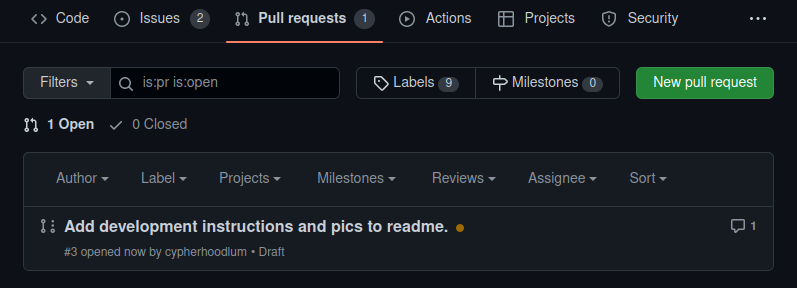 Code Issues 2 Pull requests 1 Actions Projects Security ...
Filters is:pr is:open Labels 9 Milestones 0 New pull request
1 Open 0 Closed
Author Label Projects Milestones Reviews Assignee Sort
Add development instructions and pics to readme. 1
#3 opened now by cypherhoodlum • Draft